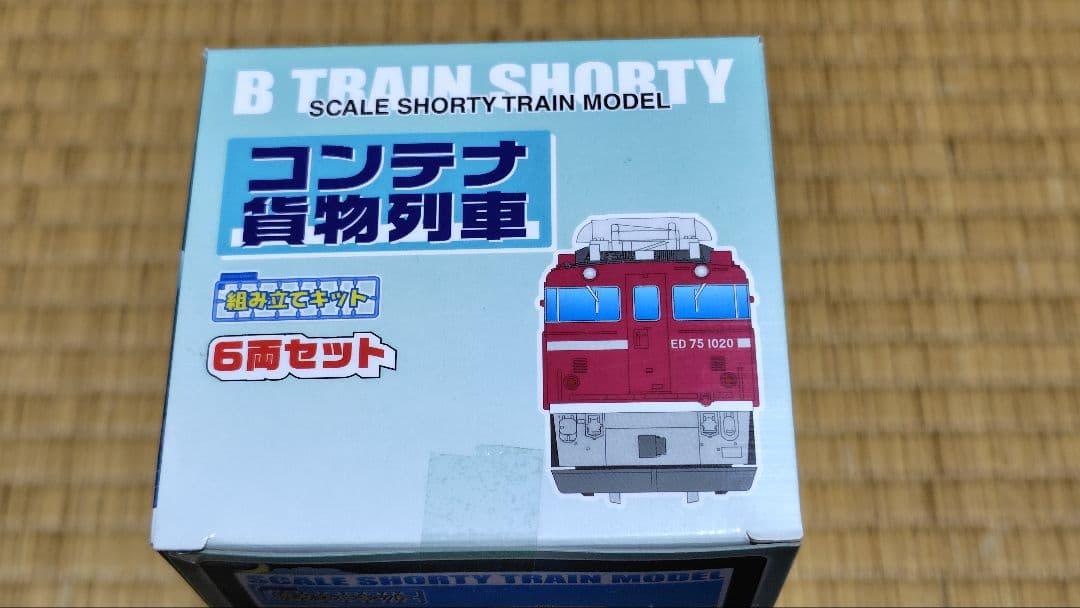 B TRAIN SHORTY
SCALE SHORTY TRAIN MODEL
コンテナ
貨物列車
組み立てキット
6両セット
ED 75 1020
SCALE SHORTY TRAIN MODEL